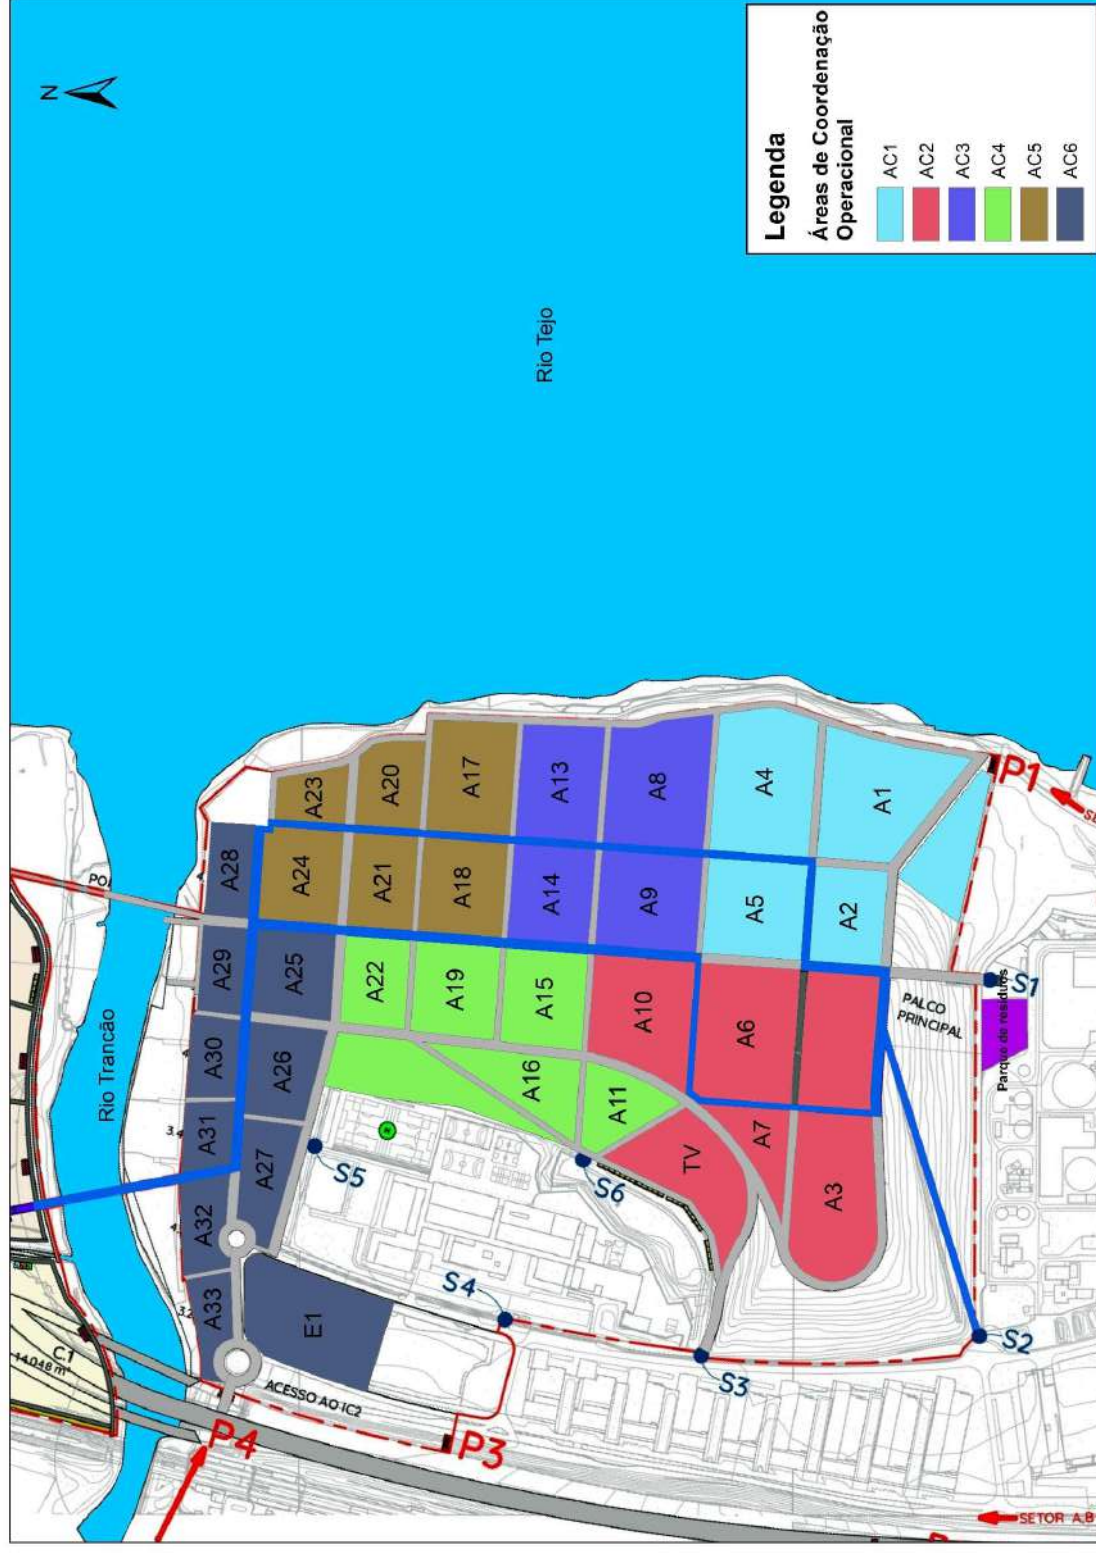 N
Legenda
Áreas de Coordenação
Operacional
AC1
AC2
AC3
AC4
AC5
AC6
Rio Tejo
Rio Trancão
C.1
14.048 m²
P4
ACESSO AO IC2
P3
A33
A32
A31
A30
A29
A28
E1
A27
A26
A25
A24
A23
S5
A22
A21
A20
A19
A18
A17
S4
S6
A16
A15
A14
A13
A11
A10
A9
A8
TV
S3
A7
A6
A5
A4
A3
A2
A1
PALCO
PRINCIPAL
S2
Parque de resíduos
S1
P1
SETOR A,B